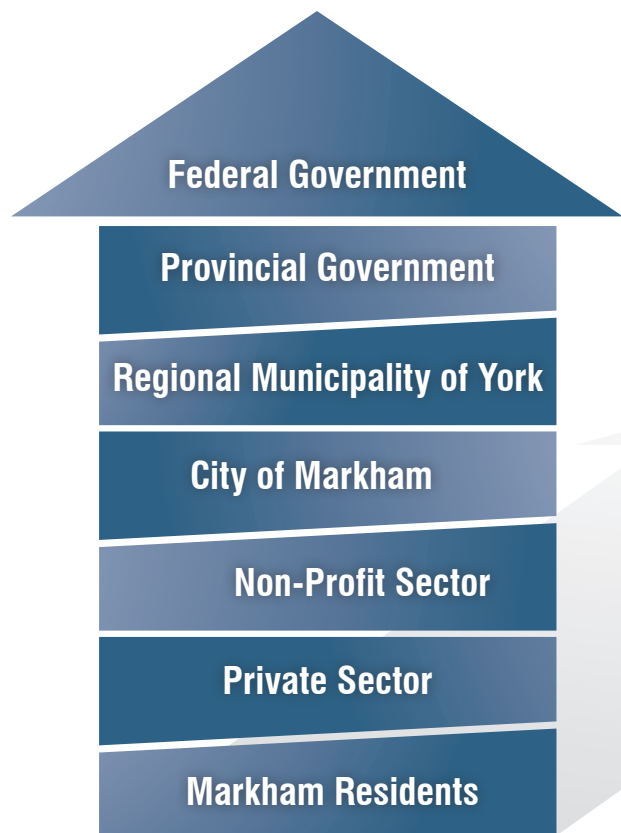 Federal Government
Provincial Government
Regional Municipality of York
City of Markham
Non-Profit Sector
Private Sector
Markham Residents